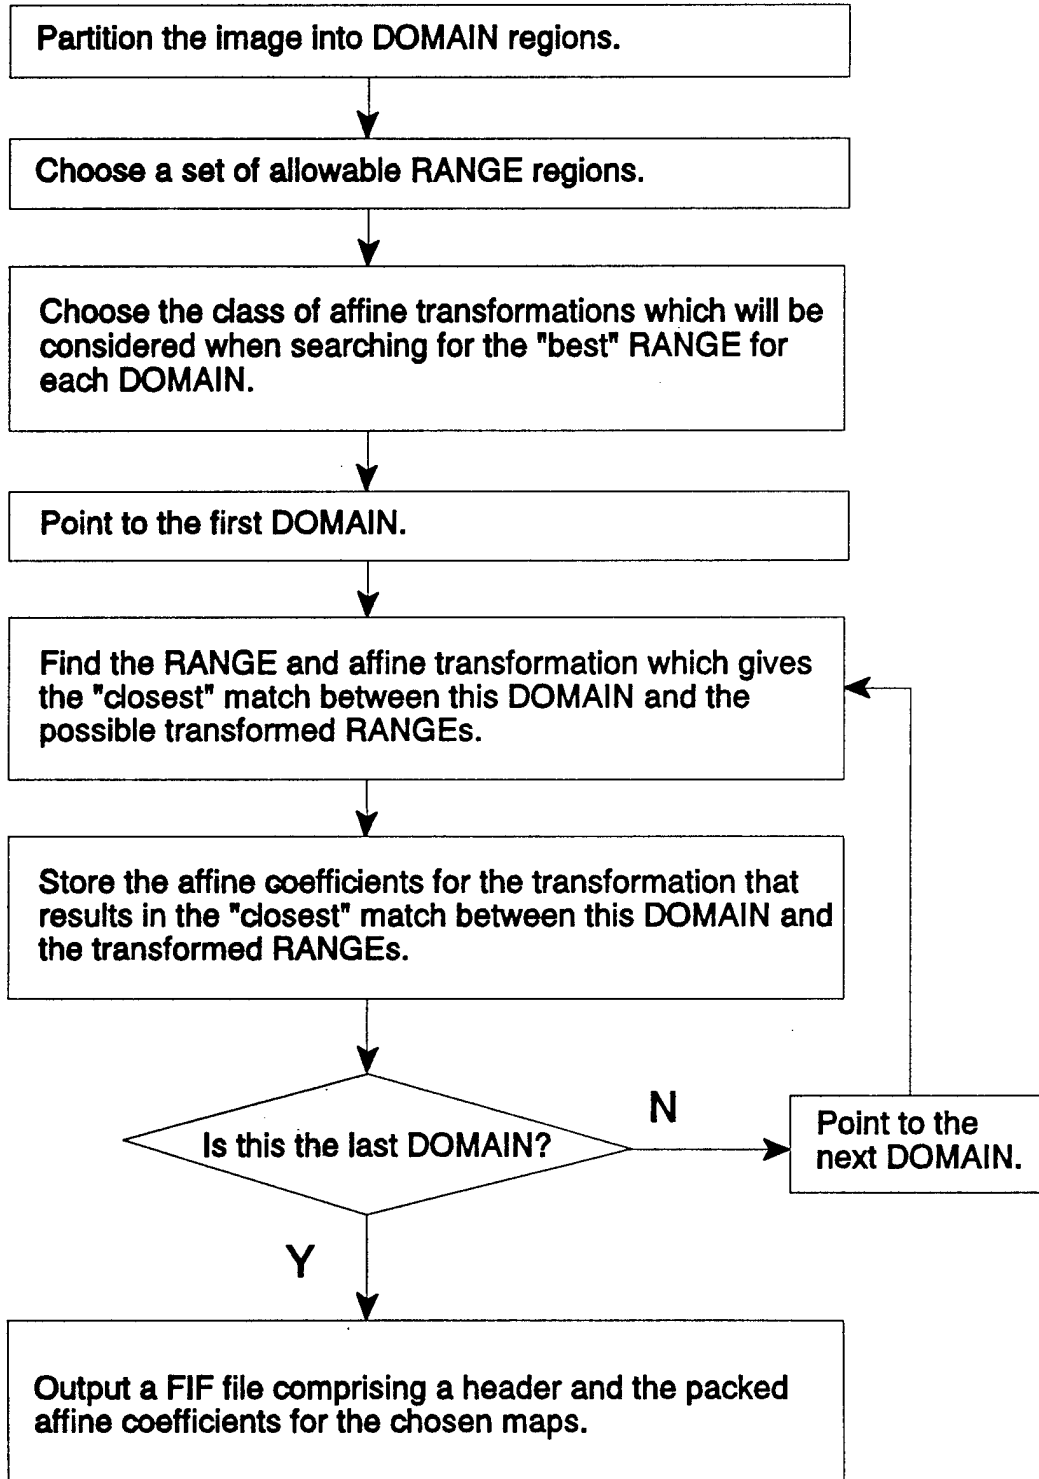 Partition the image into DOMAIN regions.
Choose a set of allowable RANGE regions.
Choose the class of affine transformations which will be
considered when searching for the "best" RANGE for
each DOMAIN.
Point to the first DOMAIN.
Find the RANGE and affine transformation which gives
the "closest" match between this DOMAIN and the
possible transformed RANGEs.
Store the affine coefficients for the transformation that
results in the "closest" match between this DOMAIN and
the transformed RANGEs.
Is this the last DOMAIN?
N
Point to the
next DOMAIN.
Y
Output a FIF file comprising a header and the packed
affine coefficients for the chosen maps.